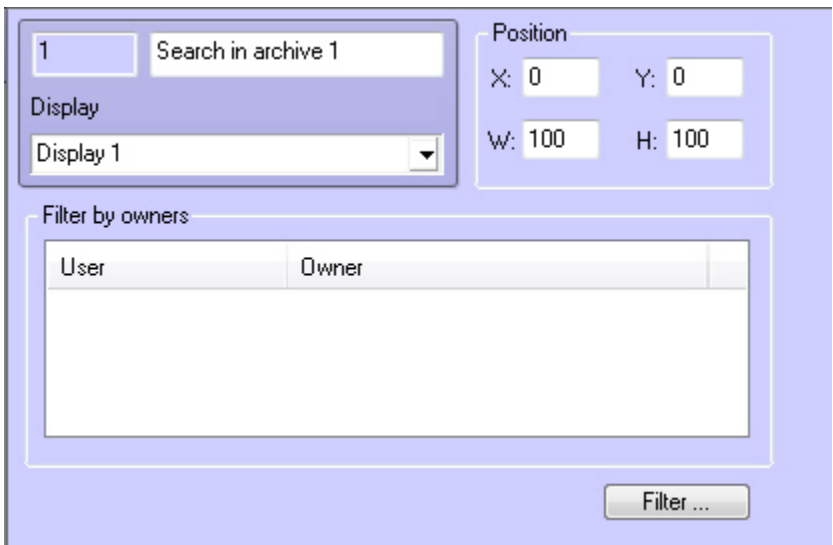 1 Search in archive 1
Display
Display 1
Position
X: 0 Y: 0
W: 100 H: 100
Filter by owners
User Owner
Filter ...